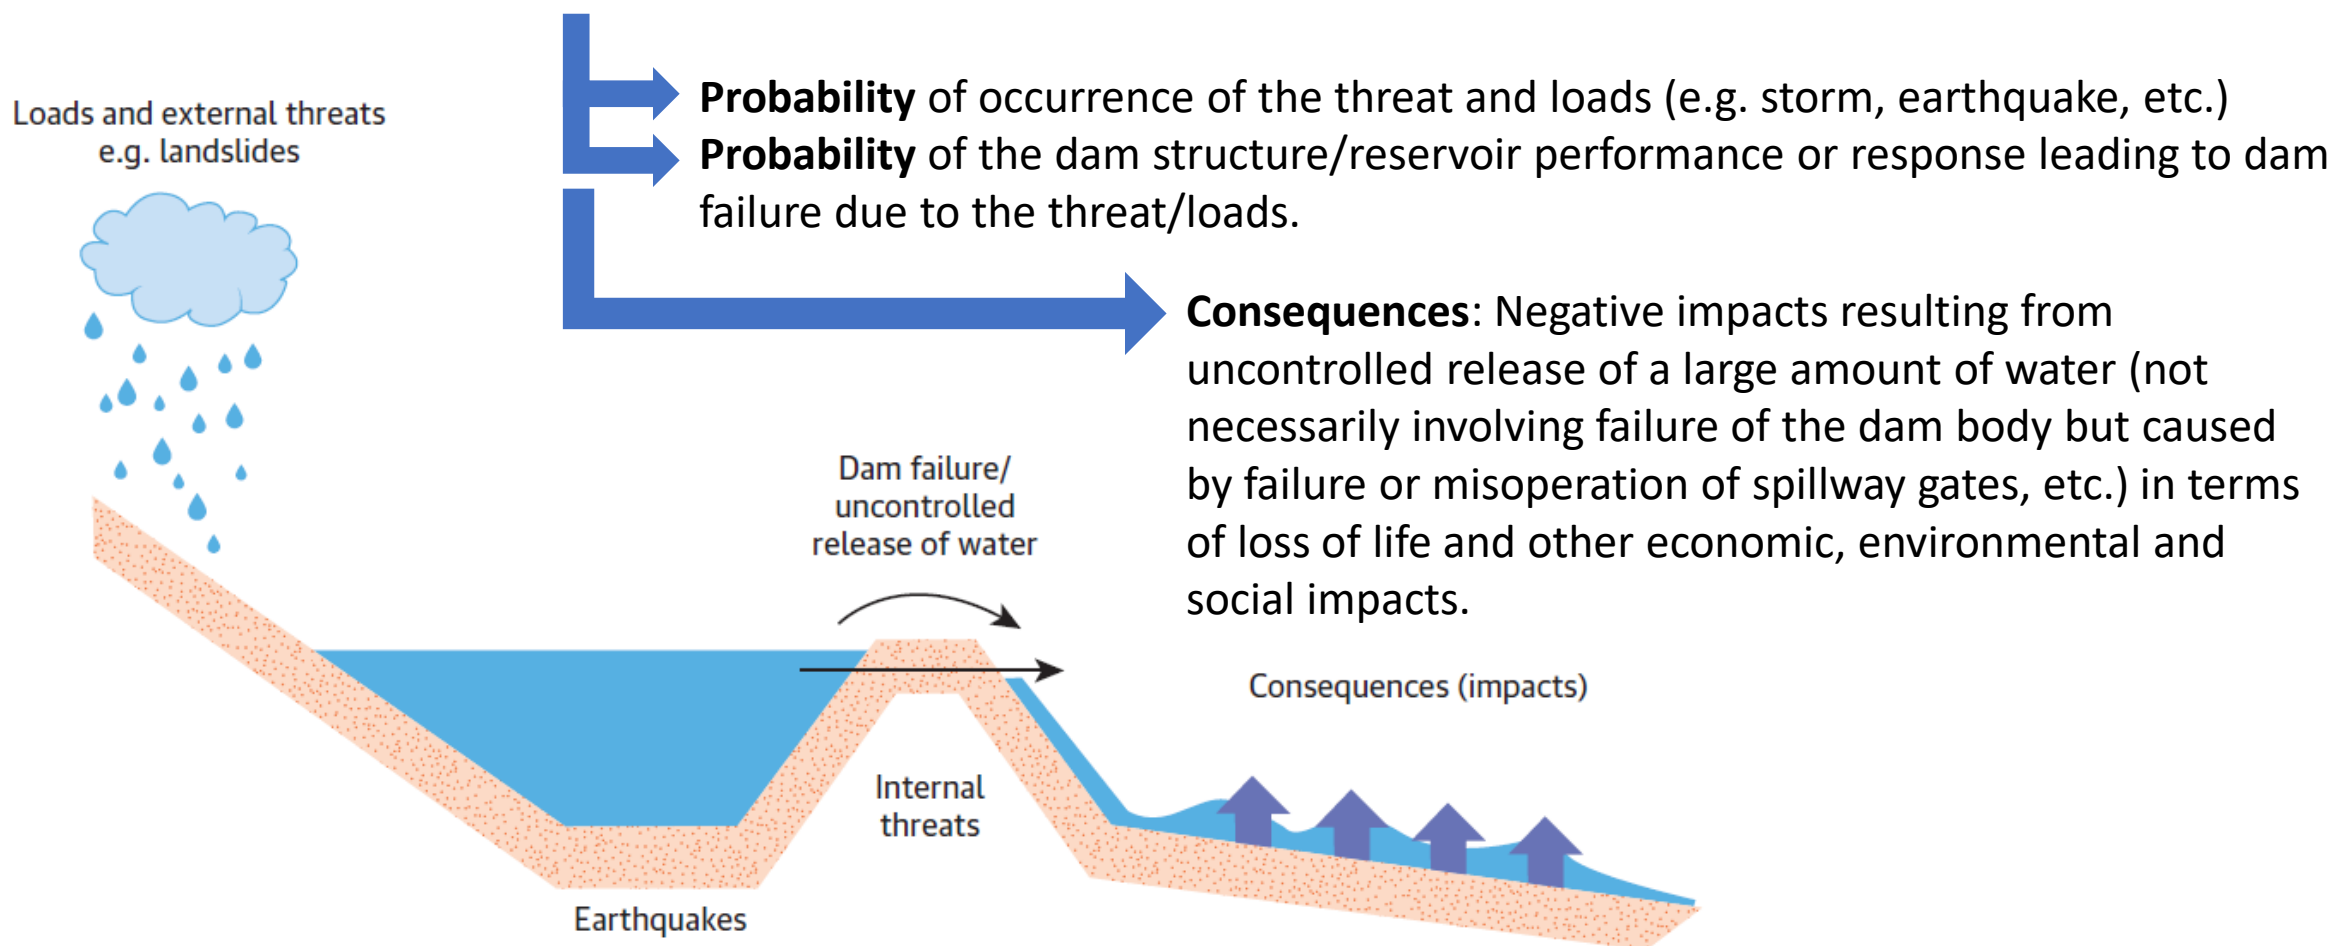 Probability of occurrence of the threat and loads (e.g. storm, earthquake, etc.)
Probability of the dam structure/reservoir performance or response leading to dam
failure due to the threat/loads.
Loads and external threats
e.g. landslides
Consequences: Negative impacts resulting from
uncontrolled release of a large amount of water (not
necessarily involving failure of the dam body but caused
by failure or misoperation of spillway gates, etc.) in terms
of loss of life and other economic, environmental and
social impacts.
Dam failure/
uncontrolled
release of water
Consequences (impacts)
Internal
threats
Earthquakes